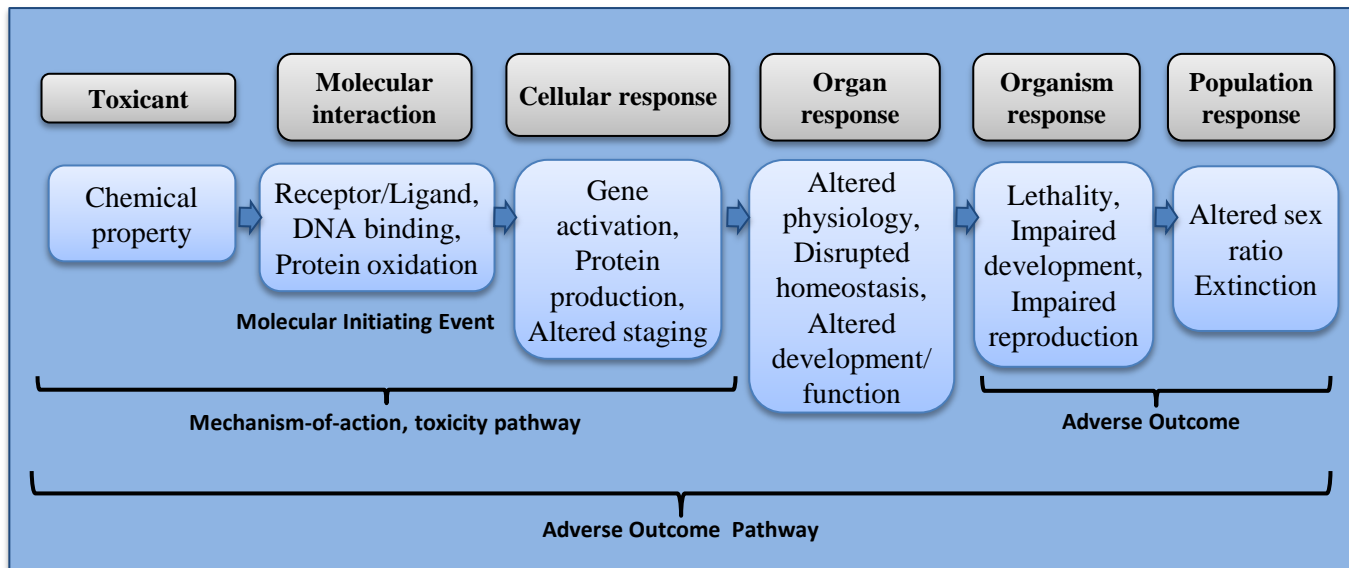 Toxicant
Molecular
interaction
Cellular response
Organ
response
Organism
response
Population
response
Chemical
property
Receptor/Ligand,
DNA binding,
Protein oxidation
Gene
activation,
Protein
production,
Altered staging
Altered
physiology,
Disrupted
homeostasis,
Altered
development/
function
Lethality,
Impaired
development,
Impaired
reproduction
Altered sex
ratio
Extinction
Molecular Initiating Event
Mechanism-of-action, toxicity pathway
Adverse Outcome
Adverse Outcome Pathway